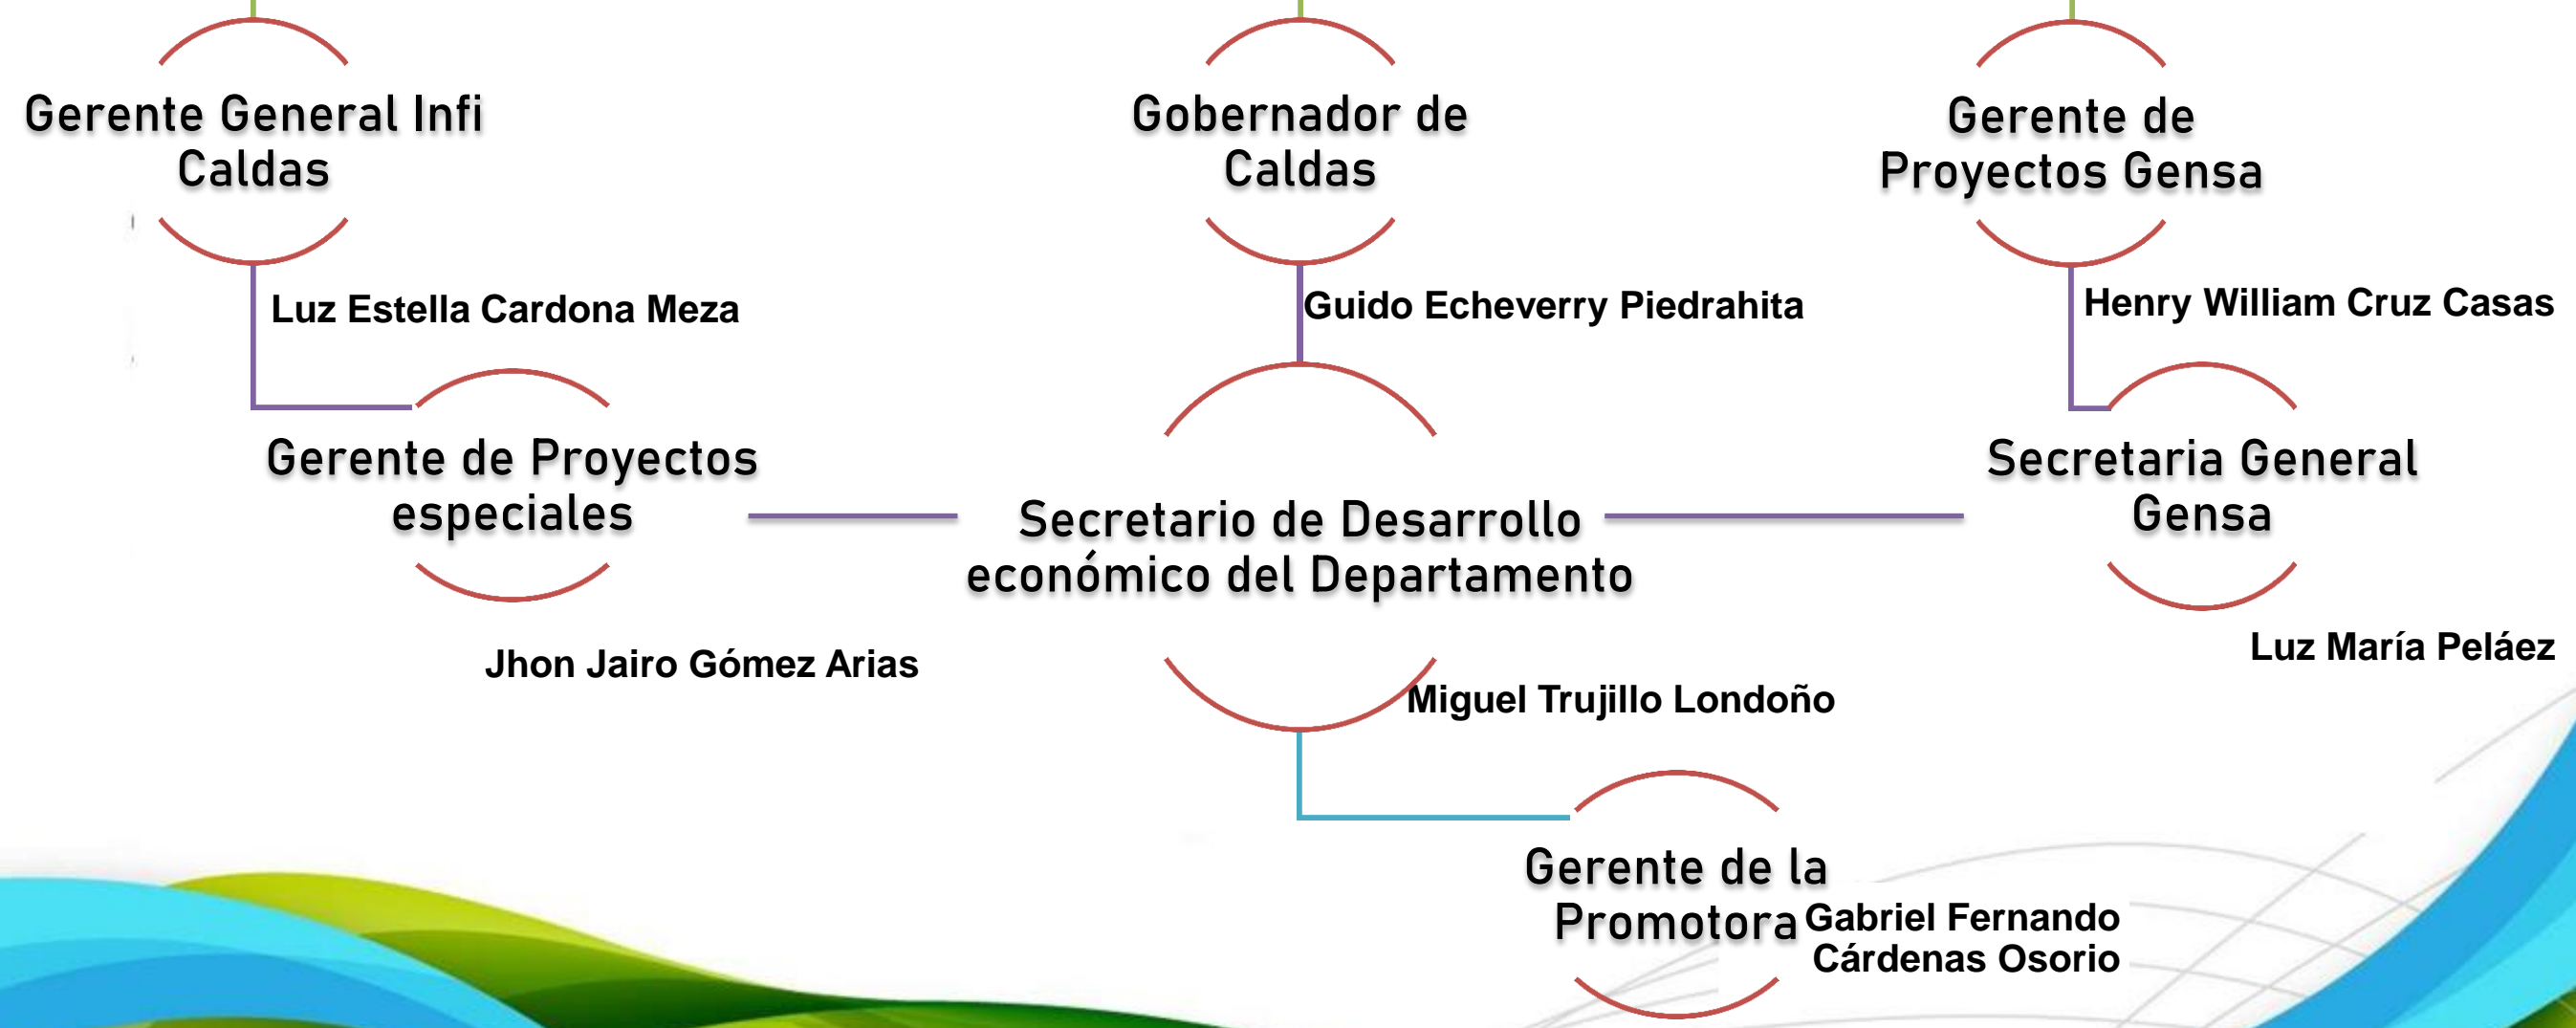 Gerente General Infi
Caldas
Gobernador de
Caldas
Gerente de
Proyectos Gensa
Luz Estella Cardona Meza
Guido Echeverry Piedrahita
Henry William Cruz Casas
Gerente de Proyectos
especiales
Secretario de Desarrollo
económico del Departamento
Secretaria General
Gensa
Jhon Jairo Gómez Arias
Miguel Trujillo Londoño
Luz María Peláez
Gerente de la
Promotora
Gabriel Fernando
Cárdenas Osorio